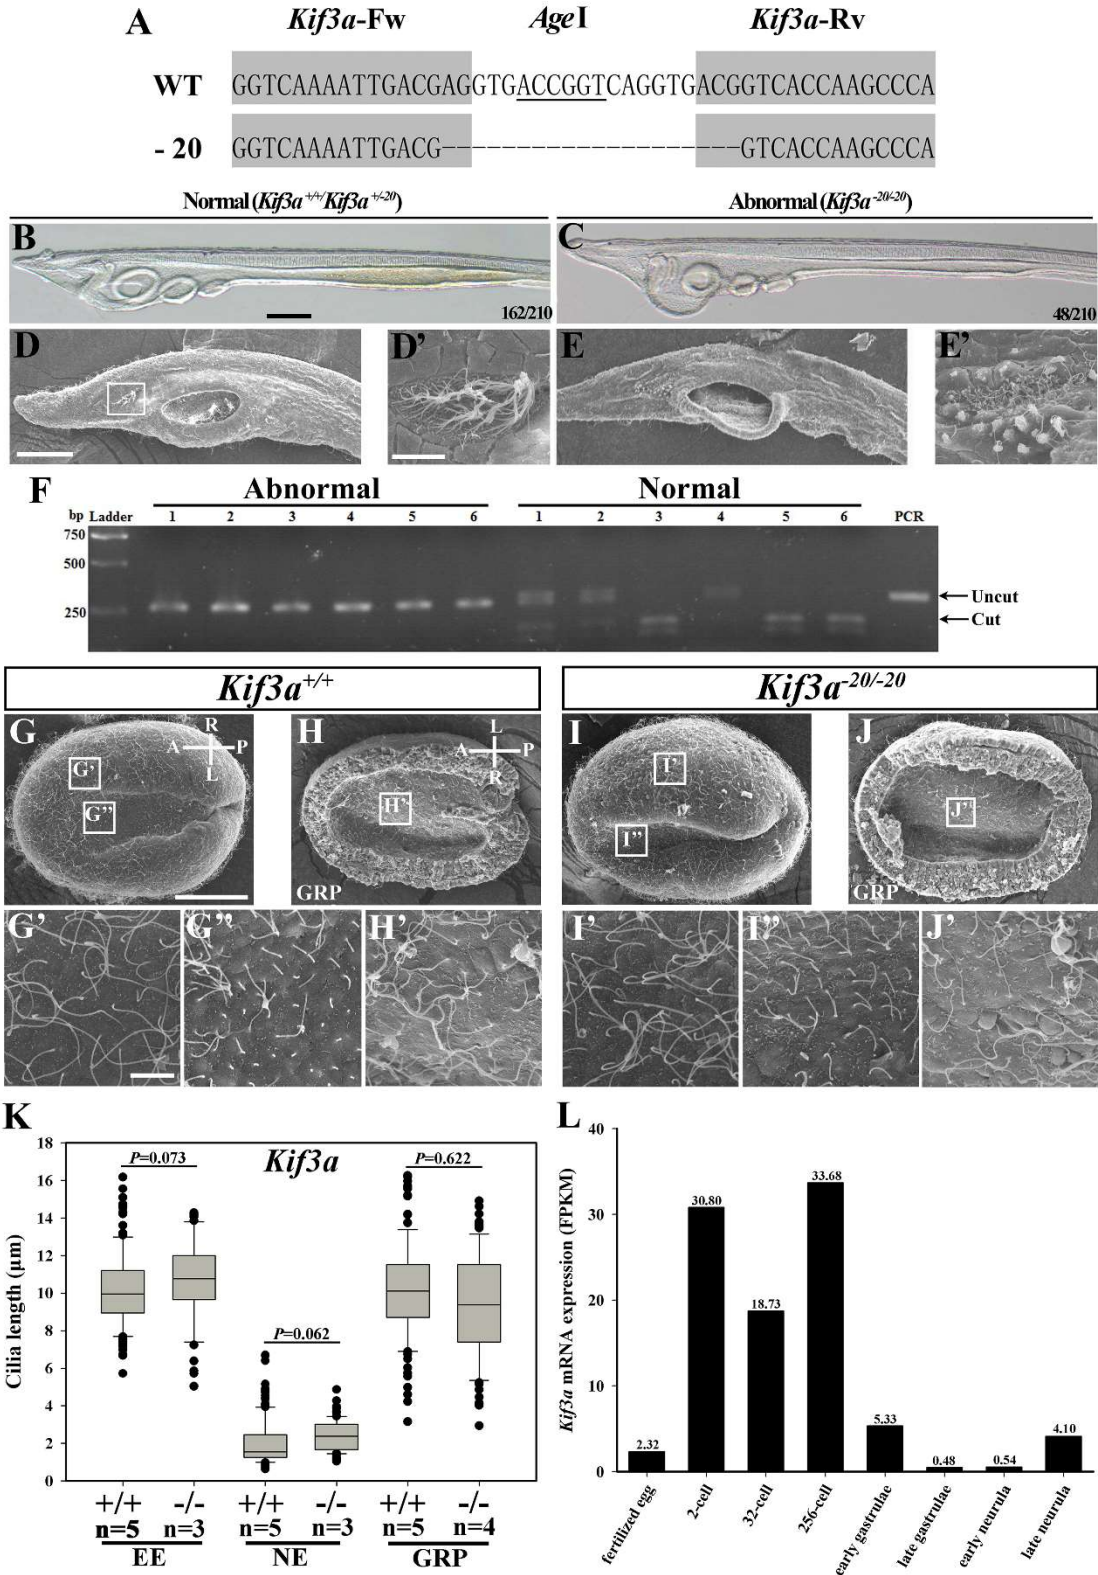 A
Kif3a-Fw AgeI Kif3a-Rv
WT GGTCAAAATTGACGAGGTGACCGGTCAGGTGACGGTCACCAAGCCCA
- 20 GGTCAAAATTGACG--------------------GTCACCAAGCCCA
Normal (Kif3a +/+/Kif3a +/-20) Abnormal (Kif3a -20/-20)
B 162/210
C 48/210
D D' E E'
F
Abnormal Normal
bp Ladder 1 2 3 4 5 6 1 2 3 4 5 6 PCR
750
500
250
Uncut
Cut
Kif3a+/+ Kif3a-20/-20
G R A P L G' G''
H L A P R H' GRP
I I' I''
J J' GRP
G' G'' H' I' I'' J'
K
Kif3a
P=0.073 P=0.062 P=0.622
Cilia length (µm)
18
16
14
12
10
8
6
4
2
0
+/+ -/- +/+ -/- +/+ -/-
n=5 n=3 n=5 n=3 n=5 n=4
EE NE GRP
L
Kif3a mRNA expression (FPKM)
40
30
20
10
0
2.32 30.80 18.73 33.68 5.33 0.48 0.54 4.10
fertilized egg 2-cell 32-cell 256-cell early gastrulae late gastrulae early neurula late neurula